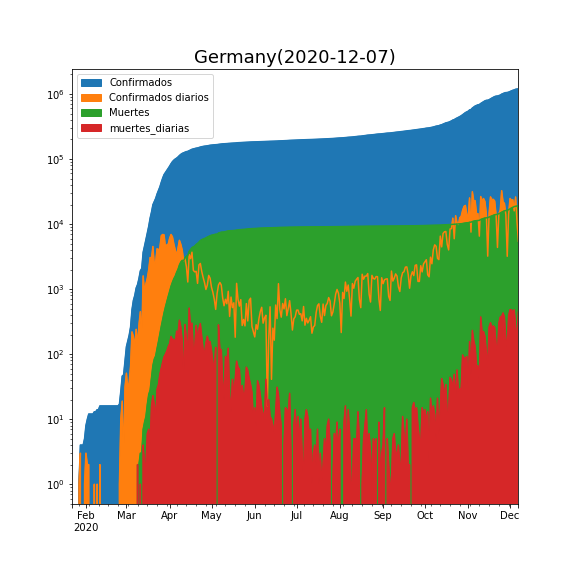 Germany(2020-12-07)
Confirmados
Confirmados diarios
Muertes
muertes_diarias
10⁶
10⁵
10⁴
10³
10²
10¹
10⁰
Feb Mar Apr May Jun Jul Aug Sep Oct Nov Dec
2020